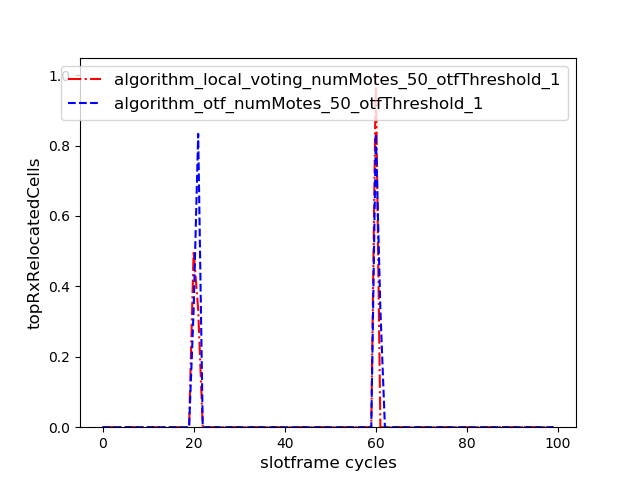 algorithm_local_voting_numMotes_50_otfThreshold_1
algorithm_otf_numMotes_50_otfThreshold_1
1.0
0.8
0.6
0.4
0.2
0.0
topRxRelocatedCells
0 20 40 60 80 100
slotframe cycles